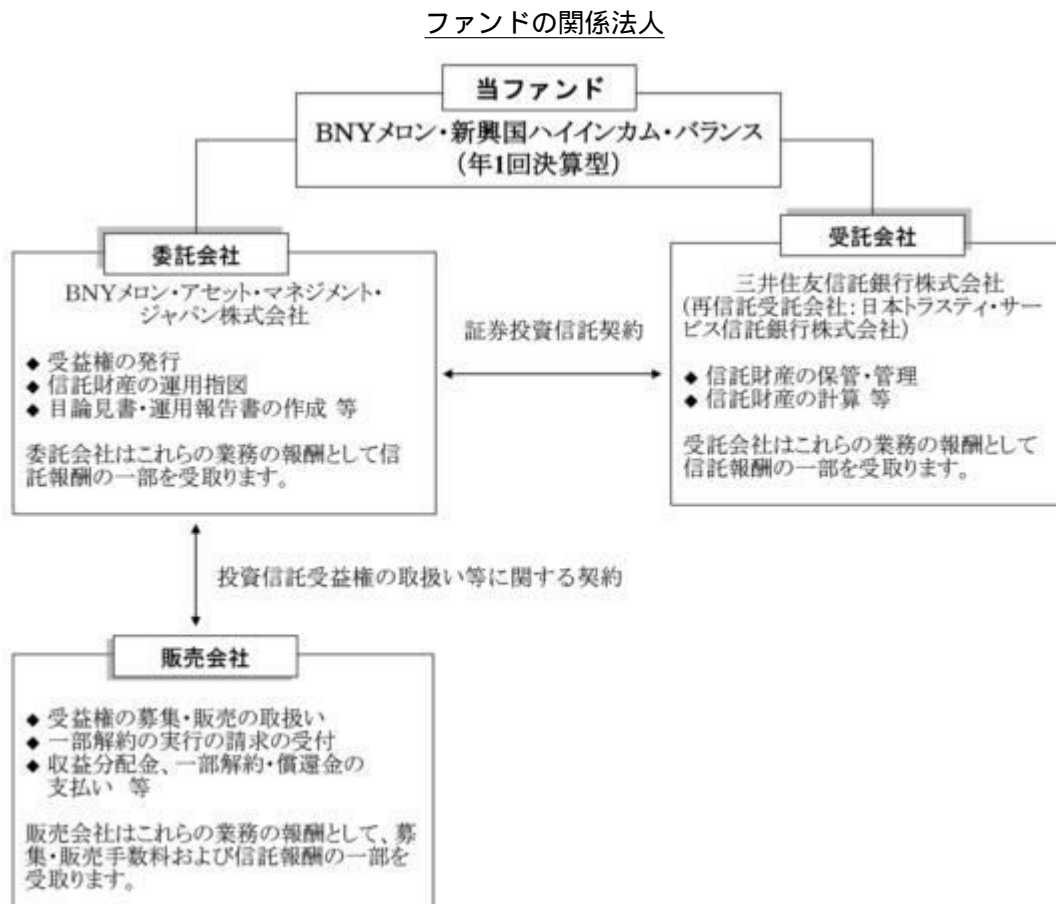 ファンドの関係法人
当ファンド
BNYメロン・新興国ハイインカム・バランス
(年1回決算型)
委託会社
BNYメロン・アセット・マネジメント・
ジャパン株式会社
◆ 受益権の発行
◆ 信託財産の運用指図
◆ 目論見書・運用報告書の作成 等
委託会社はこれらの業務の報酬として信
託報酬の一部を受取ります。
証券投資信託契約
受託会社
三井住友信託銀行株式会社
(再信託受託会社:日本トラスティ・サー
ビス信託銀行株式会社)
◆ 信託財産の保管・管理
◆ 信託財産の計算 等
受託会社はこれらの業務の報酬として
信託報酬の一部を受取ります。
投資信託受益権の取扱い等に関する契約
販売会社
◆ 受益権の募集・販売の取扱い
◆ 一部解約の実行の請求の受付
◆ 収益分配金、一部解約・償還金の
支払い 等
販売会社はこれらの業務の報酬として、募
集・販売手数料および信託報酬の一部を
受取ります。